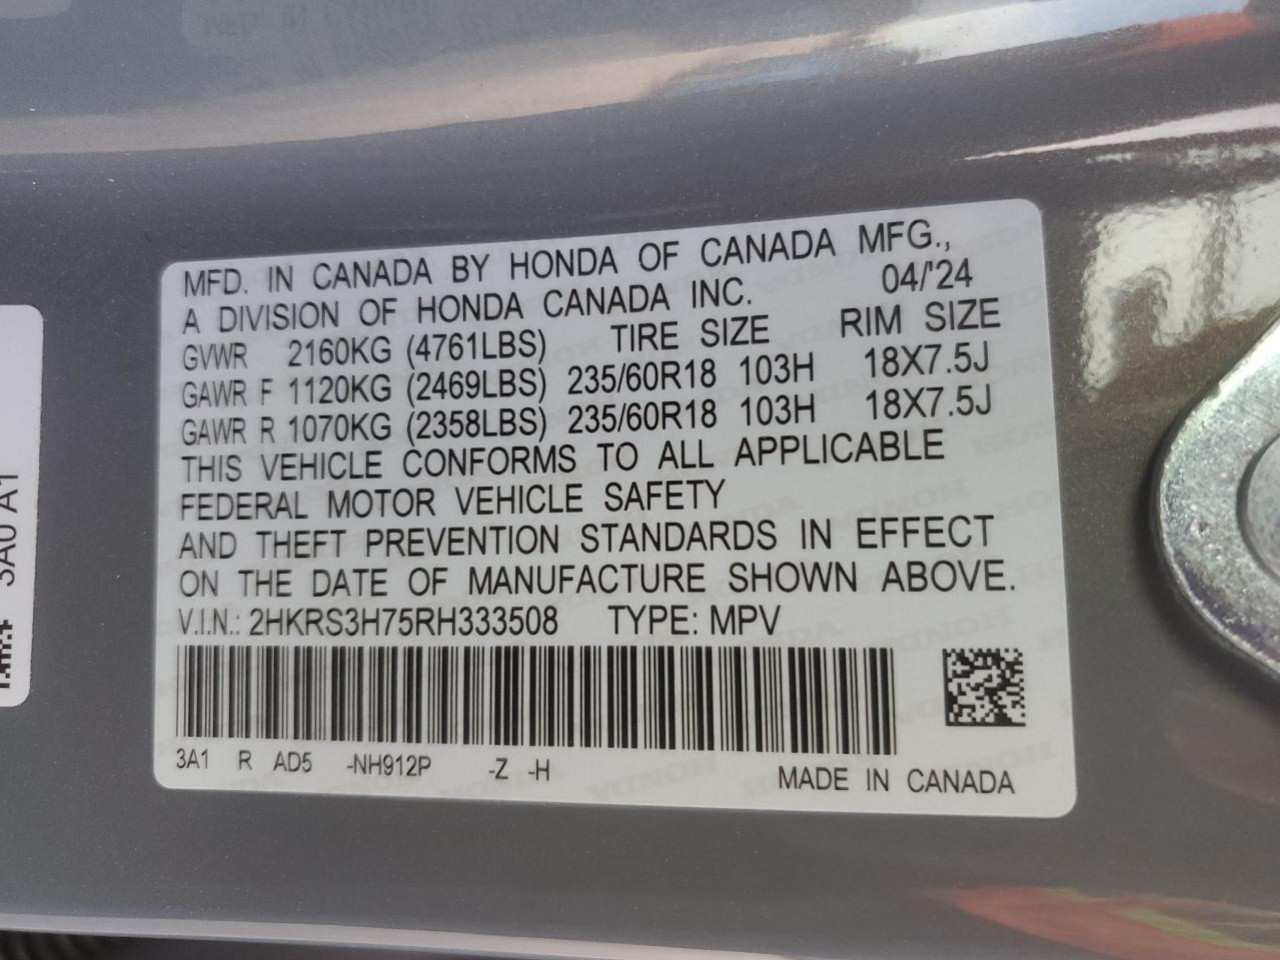 MFD. IN CANADA BY HONDA OF CANADA MFG.,
A DIVISION OF HONDA CANADA INC. 04/'24
GVWR 2160KG (4761LBS) TIRE SIZE RIM SIZE
GAWR F 1120KG (2469LBS) 235/60R18 103H 18X7.5J
GAWR R 1070KG (2358LBS) 235/60R18 103H 18X7.5J
THIS VEHICLE CONFORMS TO ALL APPLICABLE
FEDERAL MOTOR VEHICLE SAFETY
AND THEFT PREVENTION STANDARDS IN EFFECT
ON THE DATE OF MANUFACTURE SHOWN ABOVE.
V.I.N.: 2HKRS3H75RH333508 TYPE: MPV
3A1 R AD5 -NH912P -Z -H
MADE IN CANADA
3A0 A1